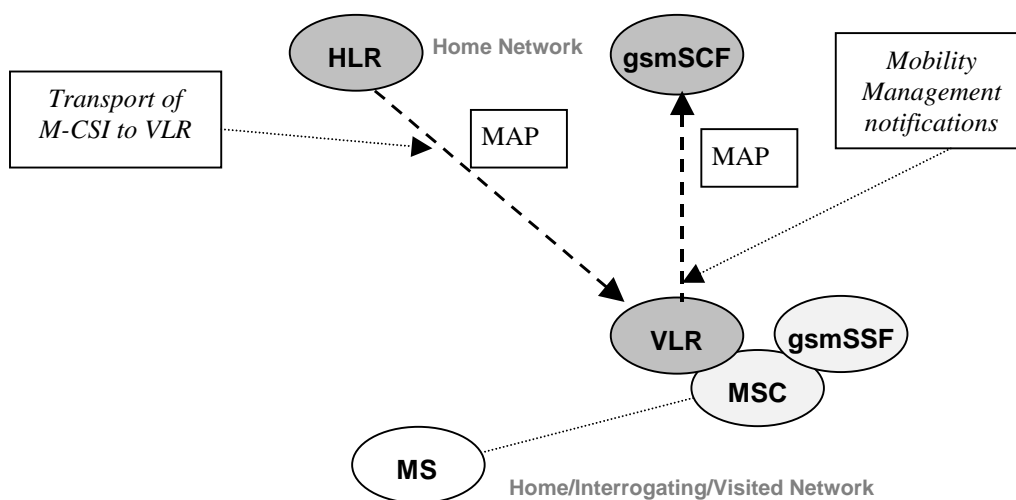 HLR
Home Network
gsmSCF
Mobility
Management
notifications
Transport of
M-CSI to VLR
MAP
MAP
VLR
gsmSSF
MSC
MS
Home/Interrogating/Visited Network